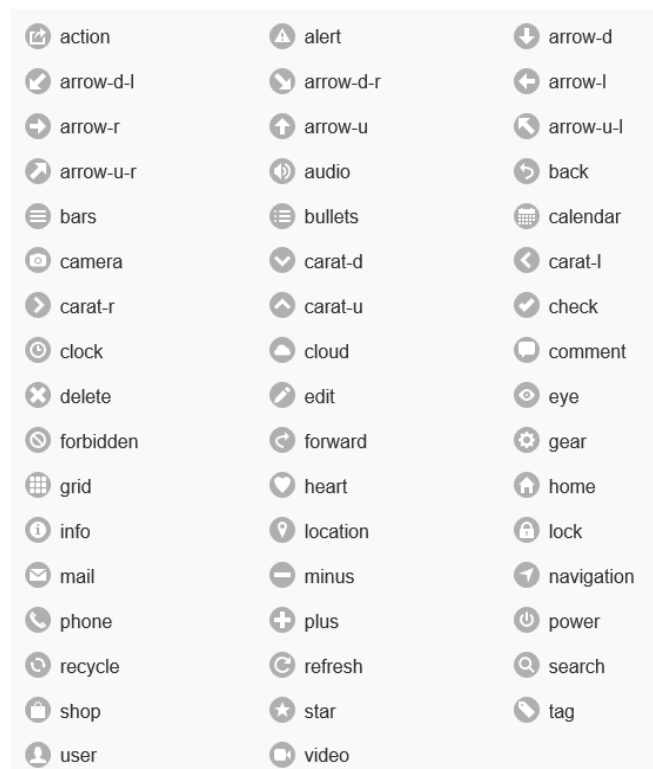 action alert arrow-d
arrow-d-l arrow-d-r arrow-l
arrow-r arrow-u arrow-u-l
arrow-u-r audio back
bars bullets calendar
camera carat-d carat-l
carat-r carat-u check
clock cloud comment
delete edit eye
forbidden forward gear
grid heart home
info location lock
mail minus navigation
phone plus power
recycle refresh search
shop star tag
user video